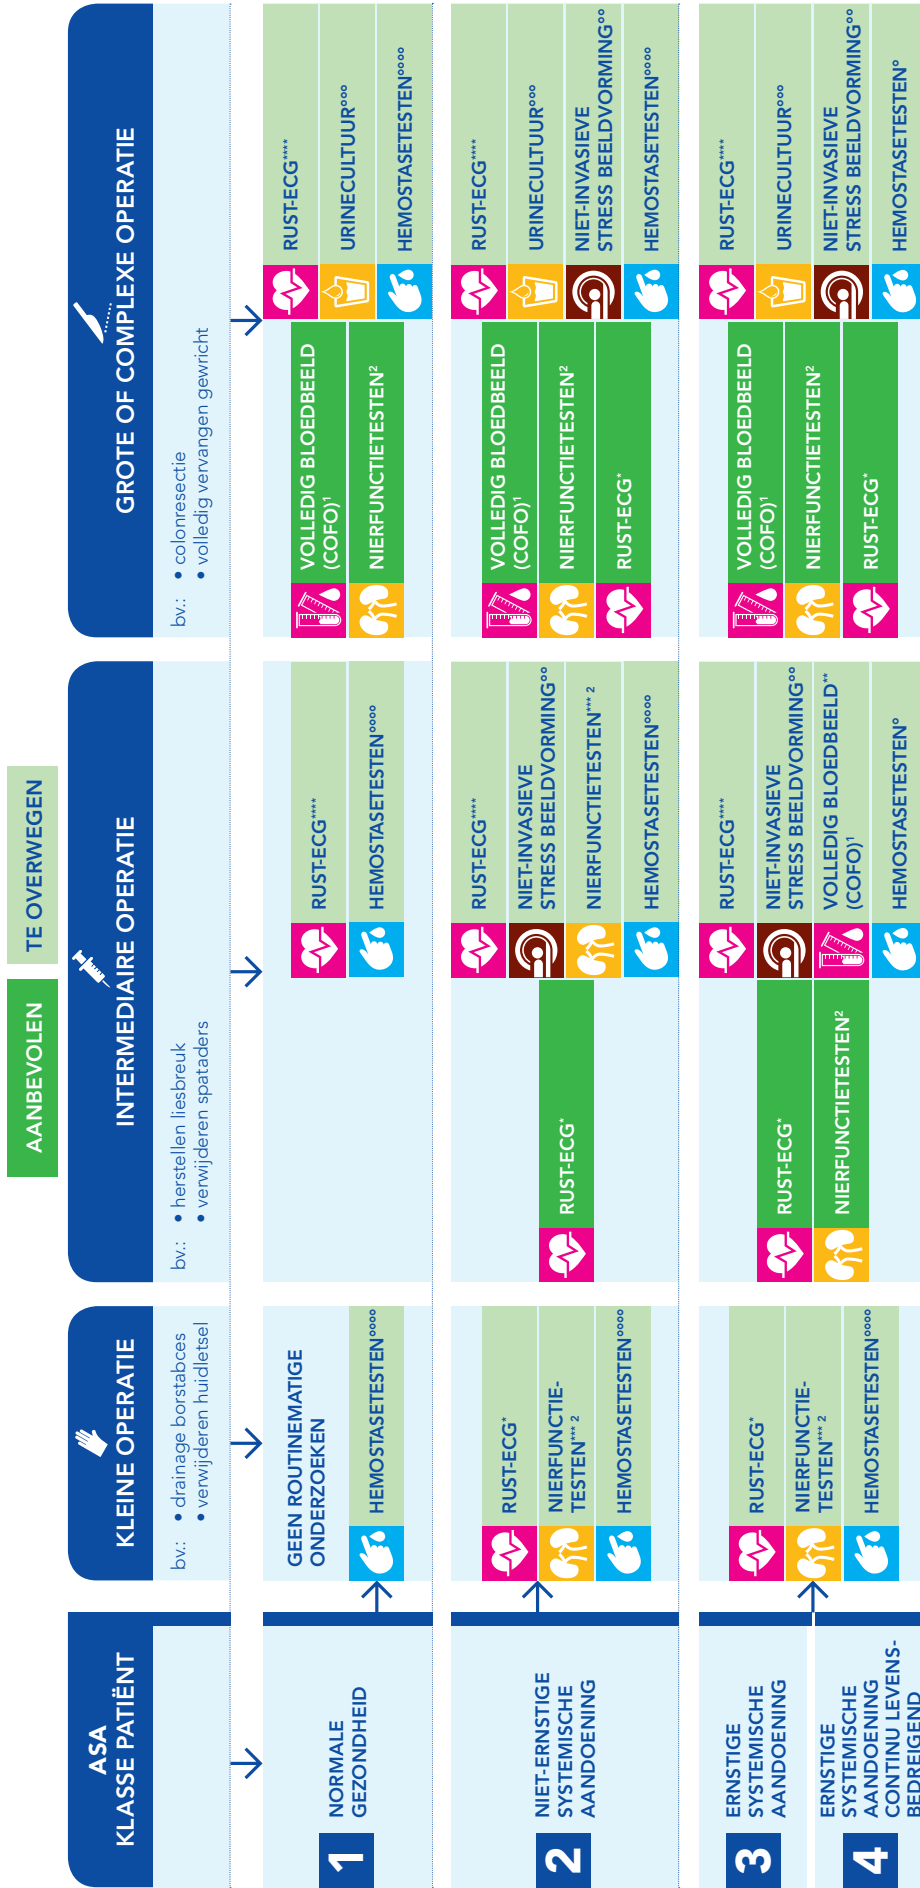 AANBEVOLEN
TE OVERWEGEN
ASA
KLASSE PATIËNT
KLEINE OPERATIE
bv.: • drainage borstabces
• verwijderen huidletsel
INTERMEDIAIRE OPERATIE
bv.: • herstellen liesbreuk
• verwijderen spataders
GROTE OF COMPLEXE OPERATIE
bv.: • colonresectie
• volledig vervangen gewricht
1
NORMALE
GEZONDHEID
GEEN ROUTINEMATIGE
ONDERZOEKEN
HEMOSTASETESTEN°°°°
RUST-ECG****
HEMOSTASETESTEN°°°°
VOLLEDIG BLOEDBEELD
(COFO)¹
NIERFUNCTIETESTEN²
RUST-ECG****
URINECULTUUR°°°
HEMOSTASETESTEN°°°°
2
NIET-ERNSTIGE
SYSTEMISCHE
AANDOENING
RUST-ECG*
NIERFUNCTIE-
TESTEN*** ²
HEMOSTASETESTEN°°°°
RUST-ECG*
RUST-ECG****
NIET-INVASIEVE
STRESS BEELDVORMING°°
NIERFUNCTIETESTEN*** ²
HEMOSTASETESTEN°°°°
VOLLEDIG BLOEDBEELD
(COFO)¹
NIERFUNCTIETESTEN²
RUST-ECG*
RUST-ECG****
URINECULTUUR°°°
NIET-INVASIEVE
STRESS BEELDVORMING°°
HEMOSTASETESTEN°°°°
3
ERNSTIGE
SYSTEMISCHE
AANDOENING
4
ERNSTIGE
SYSTEMISCHE
AANDOENING
CONTINU LEVENS-
BEDREIGEND
RUST-ECG*
NIERFUNCTIE-
TESTEN*** ²
HEMOSTASETESTEN°°°°
RUST-ECG*
NIERFUNCTIETESTEN²
RUST-ECG****
NIET-INVASIEVE
STRESS BEELDVORMING°°
VOLLEDIG BLOEDBEELD**
(COFO)¹
HEMOSTASETESTEN°
VOLLEDIG BLOEDBEELD
(COFO)¹
NIERFUNCTIETESTEN²
RUST-ECG*
RUST-ECG****
URINECULTUUR°°°
NIET-INVASIEVE
STRESS BEELDVORMING°°
HEMOSTASETESTEN°